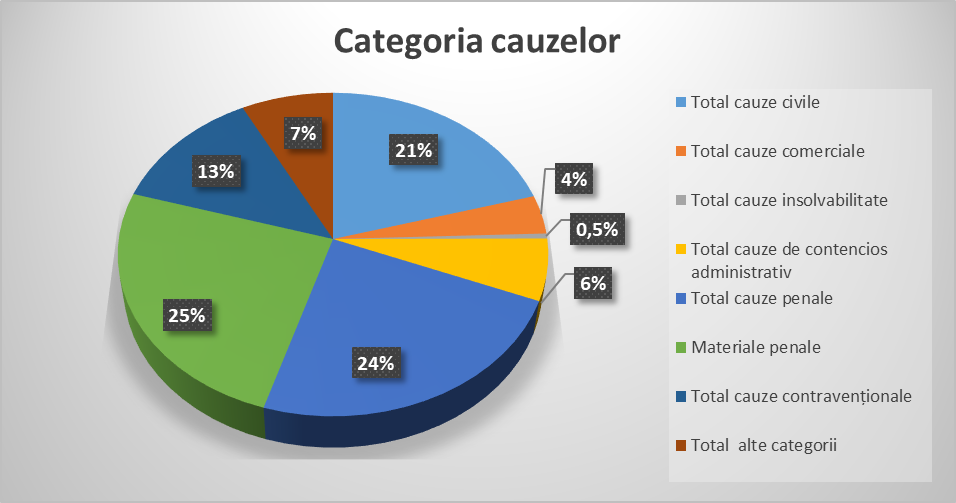 Categoria cauzelor
21%
4%
0,5%
6%
24%
25%
13%
7%
Total cauze civile
Total cauze comerciale
Total cauze insolvabilitate
Total cauze de contencios
administrativ
Total cauze penale
Materiale penale
Total cauze contravenționale
Total  alte categorii